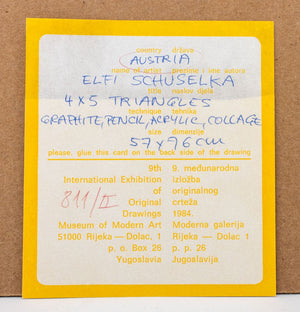 country država
AUSTRIA
name of artist prezime i ime autora
ELFI SCHUSELKA
title naslov djela
4 x 5 TRIANGLES
technique tehnika
GRAPHITE, PENCIL, ACRYLIC, COLLAGE
size dimenzije
57 x 76 cm
please, glue this card on the back side of the drawing
9th 9. međunarodna
International Exhibition izložba
of originalnog
Original crteža
Drawings 1984.
811/II
Museum of Modern Art Moderna galerija
51000 Rijeka — Dolac, 1 Rijeka — Dolac 1
p. o. Box 26 p. p. 26
Yugoslavia Jugoslavija